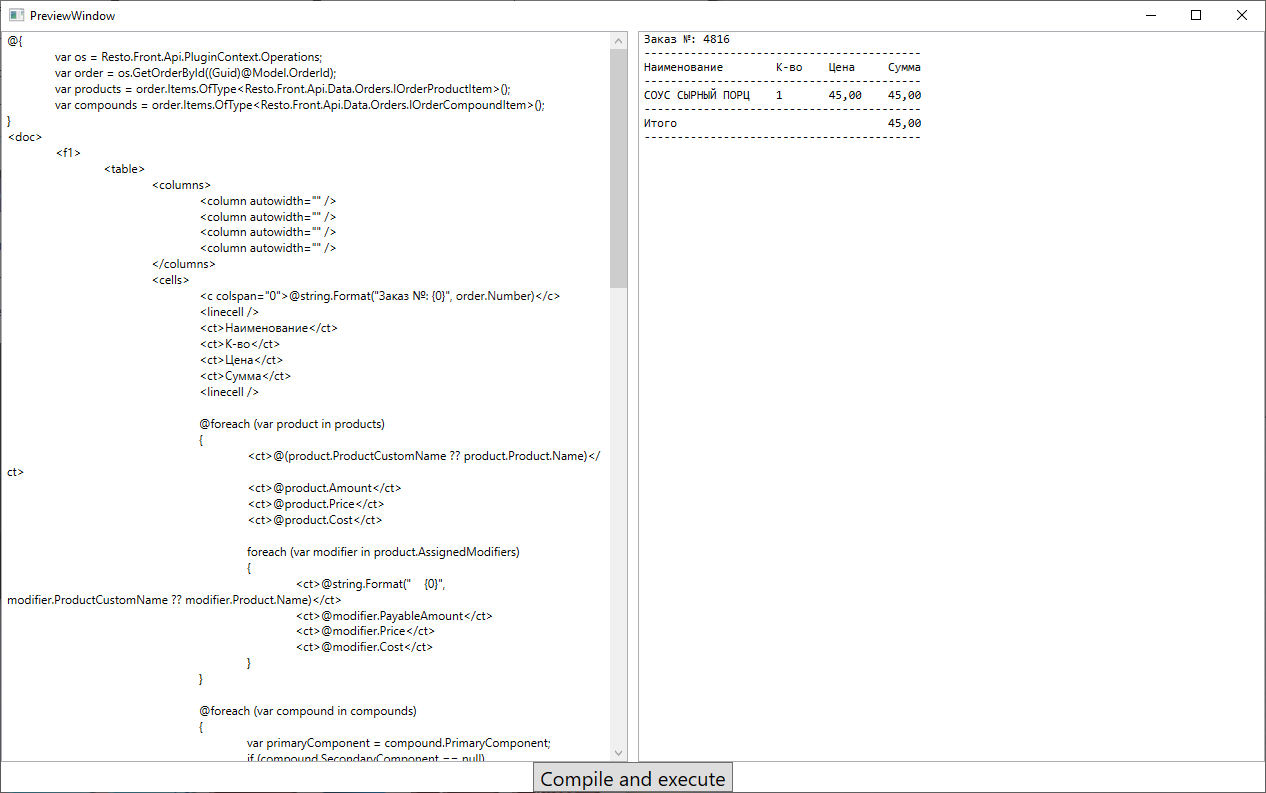 PreviewWindow
@{
var os = Resto.Front.Api.PluginContext.Operations;
var order = os.GetOrderById((Guid)@Model.OrderId);
var products = order.Items.OfType<Resto.Front.Api.Data.Orders.IOrderProductItem>();
var compounds = order.Items.OfType<Resto.Front.Api.Data.Orders.IOrderCompoundItem>();
}
<doc>
<f1>
<table>
<columns>
<column autowidth="" />
<column autowidth="" />
<column autowidth="" />
<column autowidth="" />
</columns>
<cells>
<c colspan="0">@string.Format("Заказ №: {0}", order.Number)</c>
<linecell />
<ct>Наименование</ct>
<ct>К-во</ct>
<ct>Цена</ct>
<ct>Сумма</ct>
<linecell />
@foreach (var product in products)
{
<ct>@(product.ProductCustomName ?? product.Product.Name)</
ct>
<ct>@product.Amount</ct>
<ct>@product.Price</ct>
<ct>@product.Cost</ct>
foreach (var modifier in product.AssignedModifiers)
{
<ct>@string.Format("    {0}",
modifier.ProductCustomName ?? modifier.Product.Name)</ct>
<ct>@modifier.PayableAmount</ct>
<ct>@modifier.Price</ct>
<ct>@modifier.Cost</ct>
}
}
@foreach (var compound in compounds)
{
var primaryComponent = compound.PrimaryComponent;
if (compound.SecondaryComponent == null)
Заказ №: 4816
------------------------------------------
Наименование К-во Цена Сумма
------------------------------------------
СОУС СЫРНЫЙ ПОРЦ 1 45,00 45,00
------------------------------------------
Итого 45,00
------------------------------------------
Compile and execute